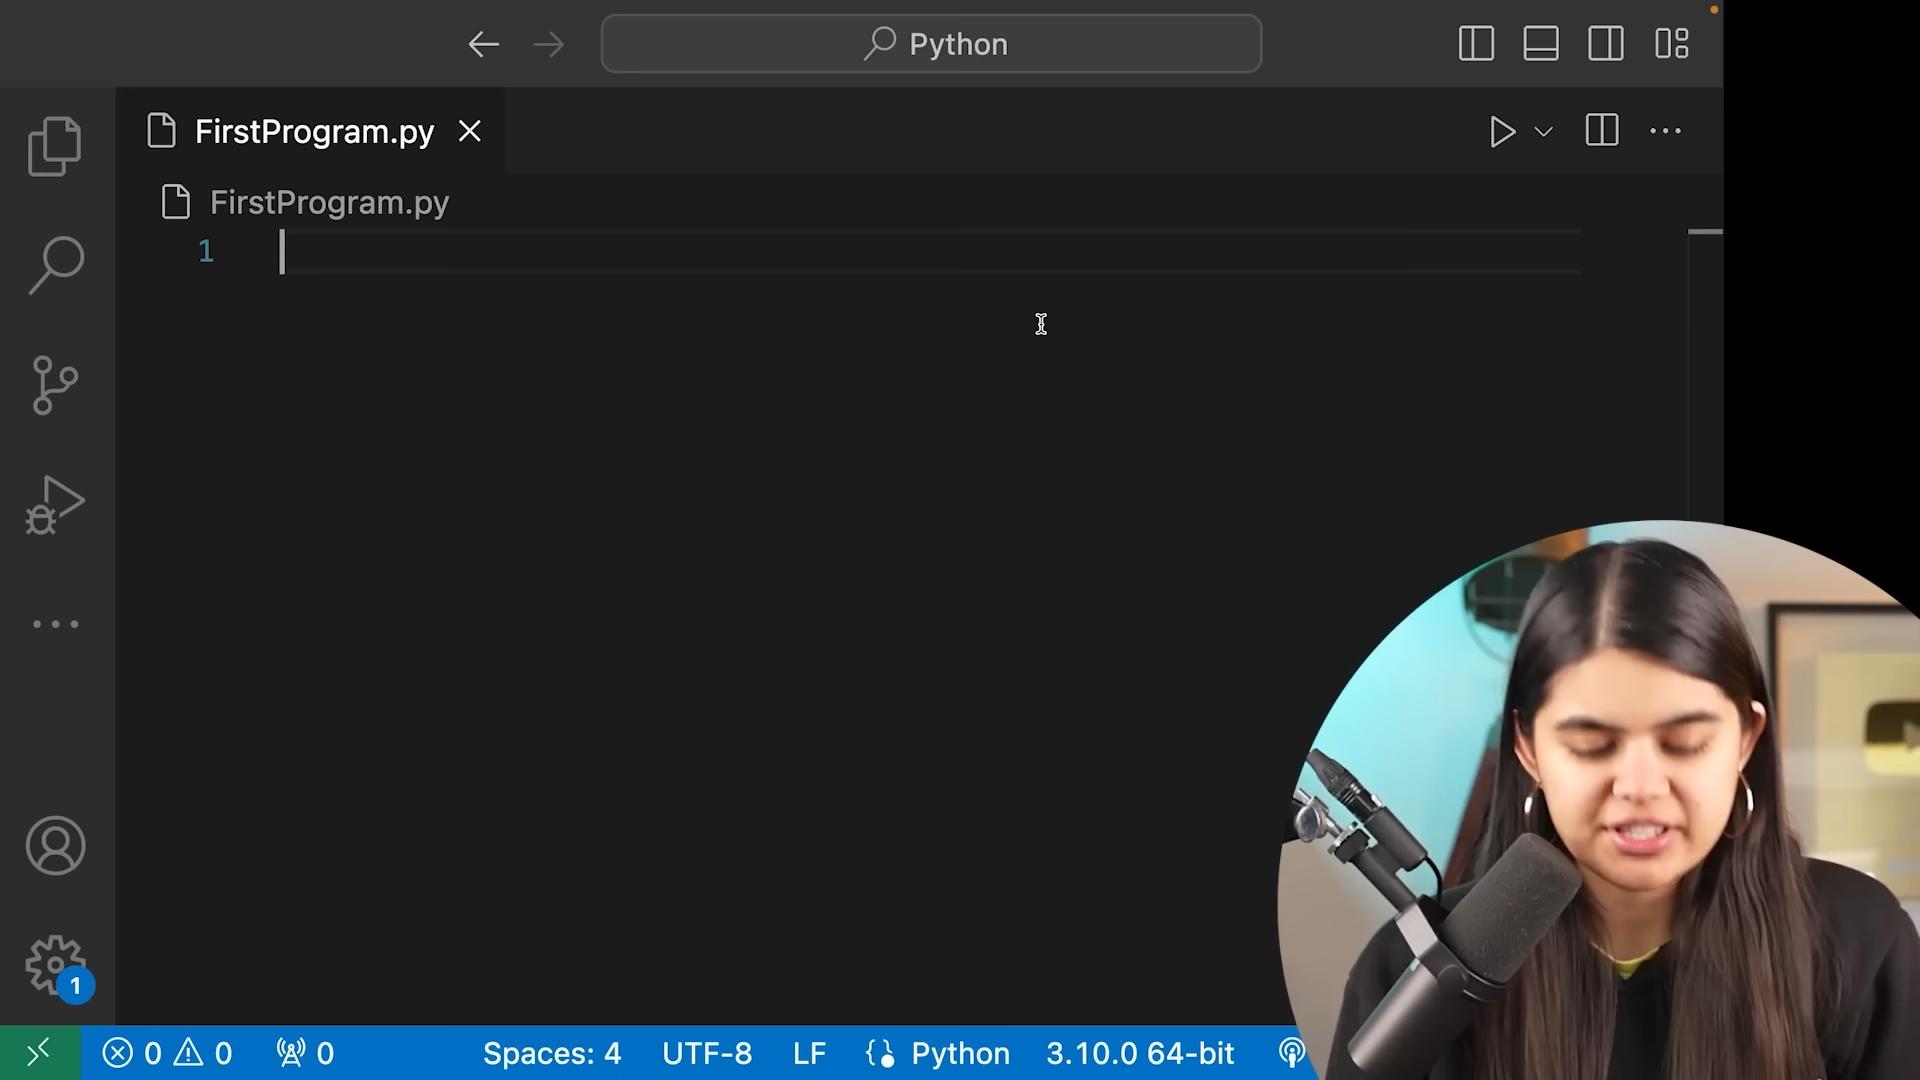 Python
FirstProgram.py
FirstProgram.py
1
1
0 0 0 Spaces: 4 UTF-8 LF Python 3.10.0 64-bit